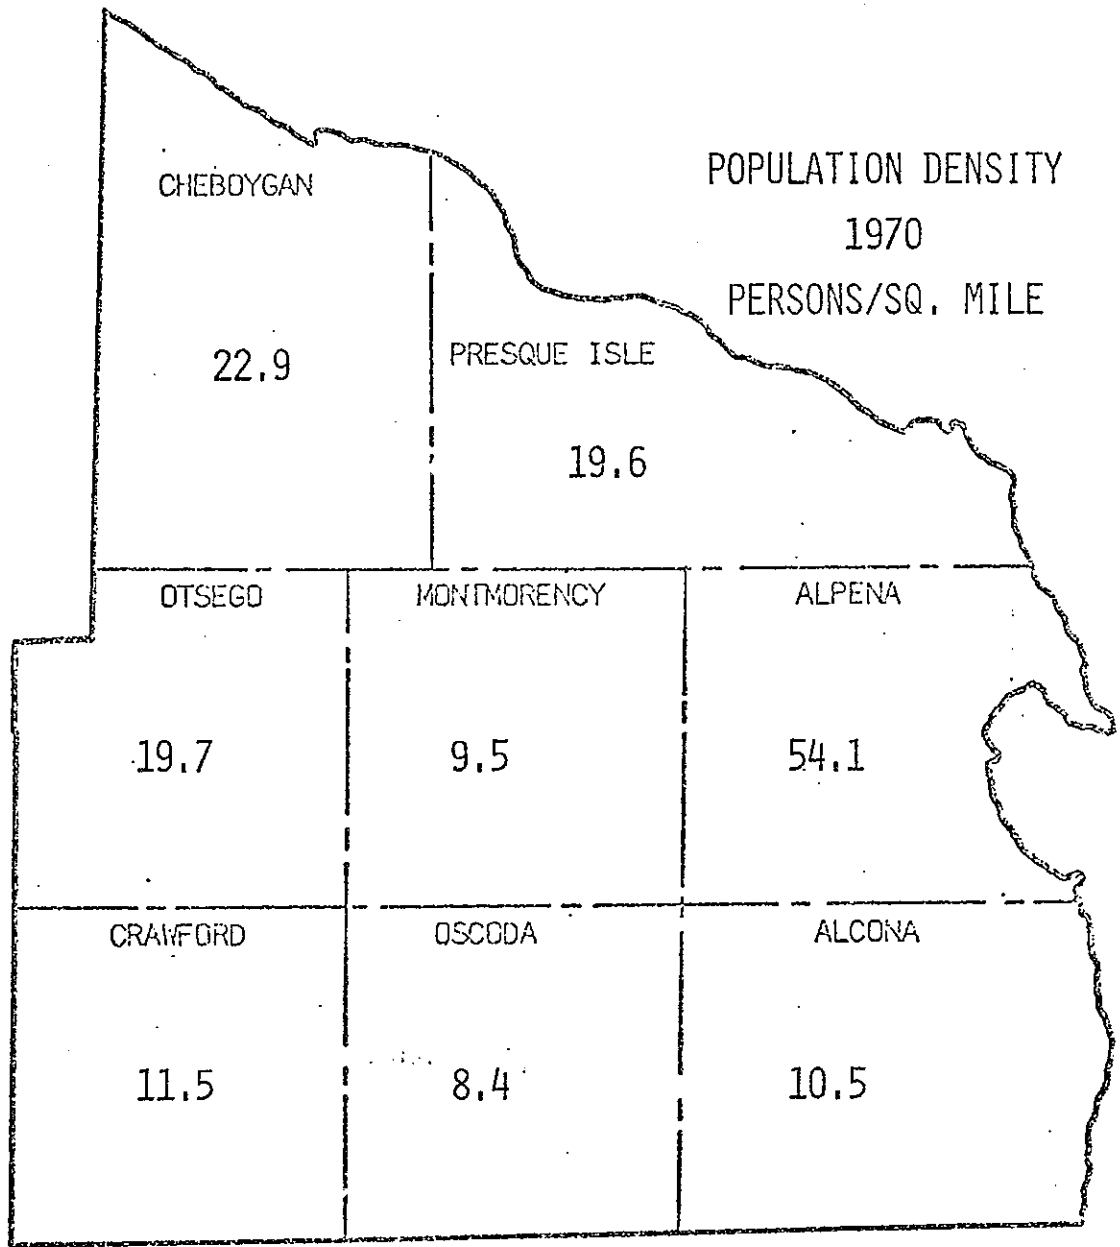 POPULATION DENSITY
1970
PERSONS/SQ. MILE
CHEBOYGAN
22.9
PRESQUE ISLE
19.6
OTSEGO
19.7
MONTMORENCY
9.5
ALPENA
54.1
CRAWFORD
11.5
OSCODA
8.4
ALCONA
10.5